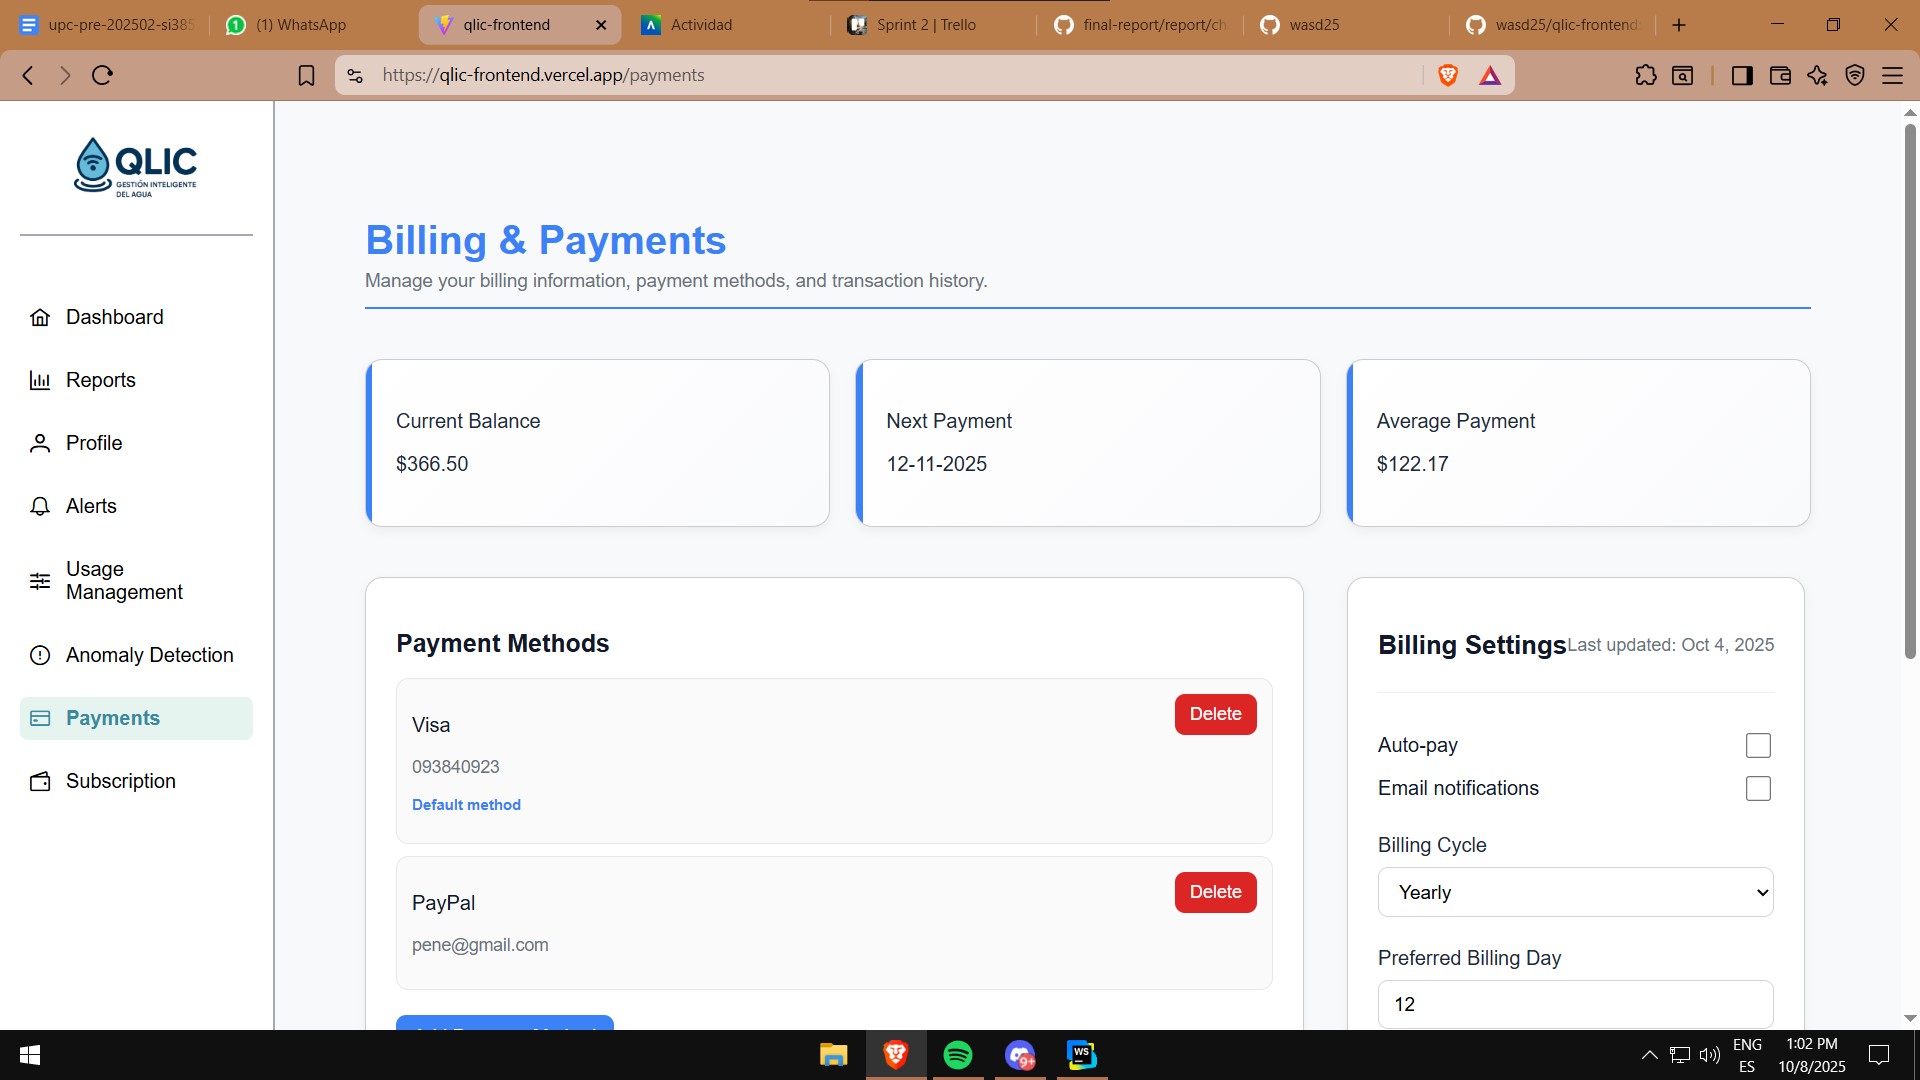 upc-pre-202502-si385
(1) WhatsApp
qlic-frontend
Actividad
Sprint 2 | Trello
final-report/report/ch
wasd25
wasd25/qlic-frontend
https://qlic-frontend.vercel.app/payments
QLIC
GESTIÓN INTELIGENTE
DEL AGUA
Dashboard
Reports
Profile
Alerts
Usage
Management
Anomaly Detection
Payments
Subscription
Billing & Payments
Manage your billing information, payment methods, and transaction history.
Current Balance
$366.50
Next Payment
12-11-2025
Average Payment
$122.17
Payment Methods
Visa
093840923
Default method
Delete
PayPal
pene@gmail.com
Delete
Billing Settings
Last updated: Oct 4, 2025
Auto-pay
Email notifications
Billing Cycle
Yearly
Preferred Billing Day
12
9+
WS
ENG
ES
1:02 PM
10/8/2025